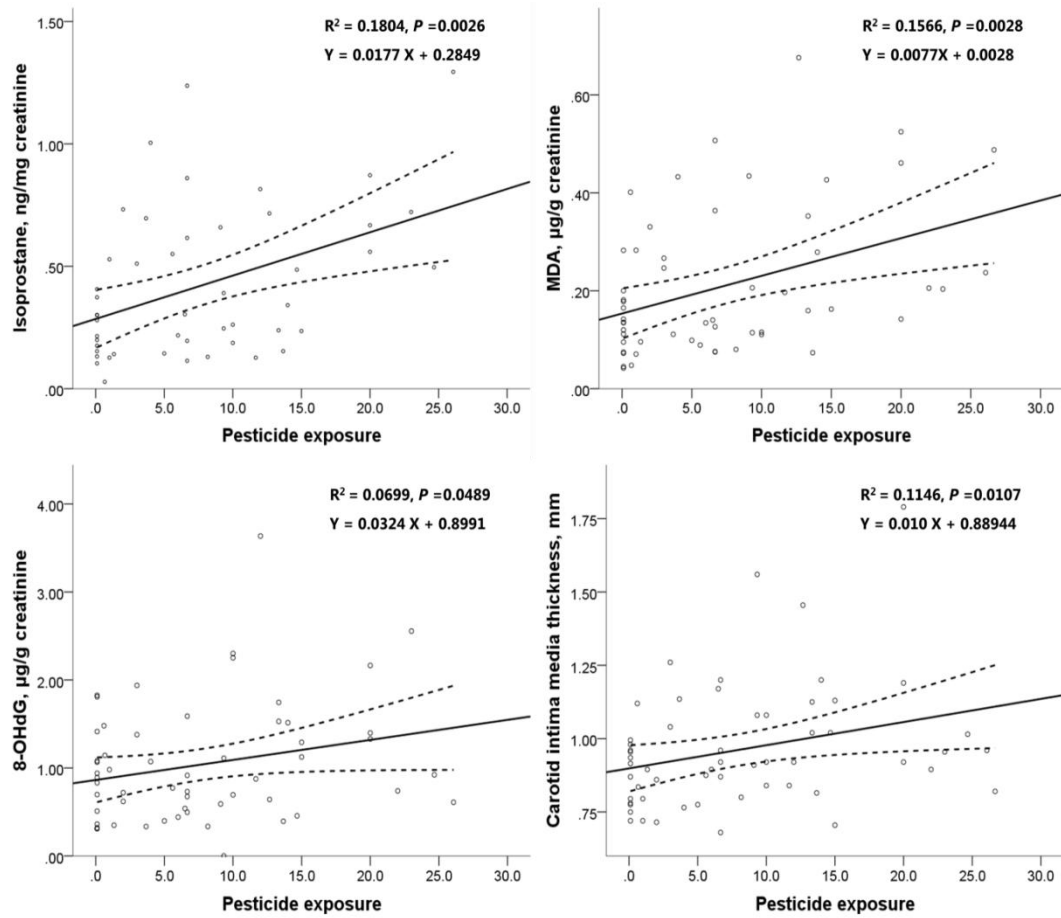 R² = 0.1804, P =0.0026
Y = 0.0177 X + 0.2849
Isoprostane, ng/mg creatinine
1.50
1.00
.50
.00
.0 5.0 10.0 15.0 20.0 25.0 30.0
Pesticide exposure
R² = 0.1566, P =0.0028
Y = 0.0077X + 0.0028
MDA, µg/g creatinine
.60
.40
.20
.00
.0 5.0 10.0 15.0 20.0 25.0 30.0
Pesticide exposure
R² = 0.0699, P =0.0489
Y = 0.0324 X + 0.8991
8-OHdG, µg/g creatinine
4.00
3.00
2.00
1.00
.00
.0 5.0 10.0 15.0 20.0 25.0 30.0
Pesticide exposure
R² = 0.1146, P =0.0107
Y = 0.010 X + 0.88944
Carotid intima media thickness, mm
1.75
1.50
1.25
1.00
.75
.0 5.0 10.0 15.0 20.0 25.0 30.0
Pesticide exposure